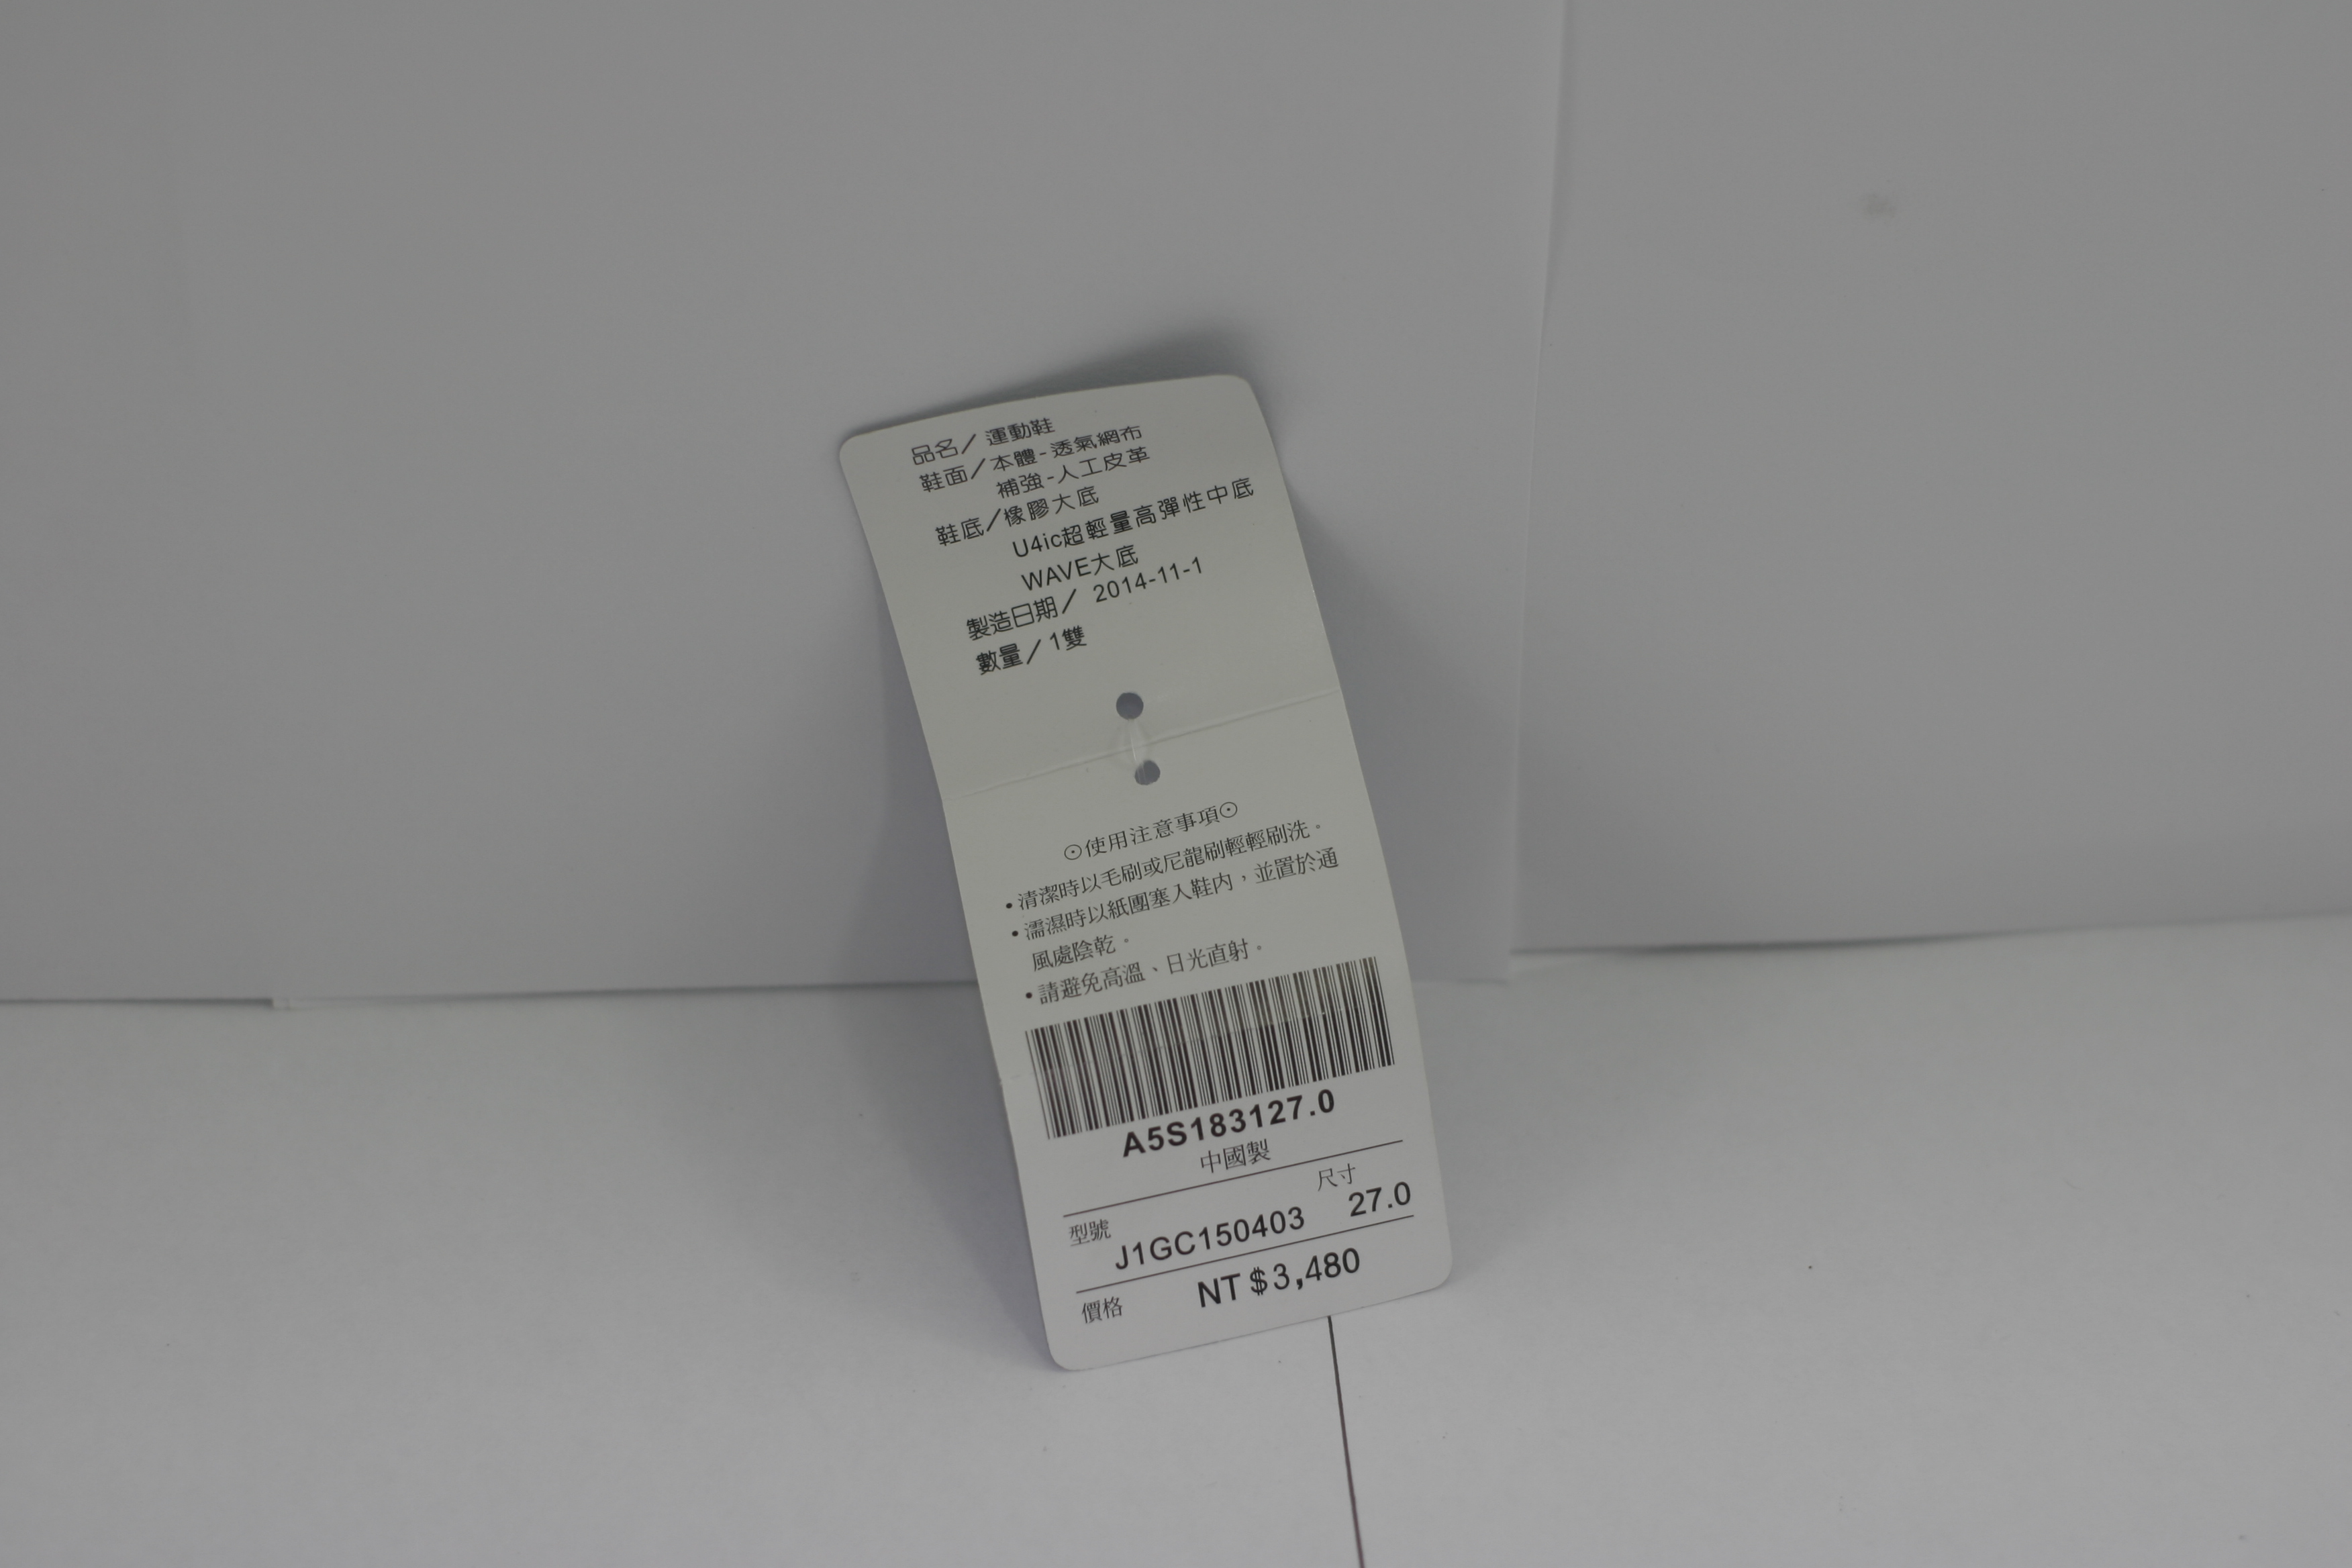 品名／運動鞋
鞋面／本體-透氣網布
補強-人工皮革
鞋底／橡膠大底
U4ic超輕量高彈性中底
WAVE大底
製造日期／ 2014-11-1
數量／1雙
⊙使用注意事項⊙
•清潔時以毛刷或尼龍刷輕輕刷洗。
•濡濕時以紙團塞入鞋內，並置於通
風處陰乾。
•請避免高溫、日光直射。
A5S183127.0
中國製
型號 J1GC150403 尺寸 27.0
價格 NT$3,480